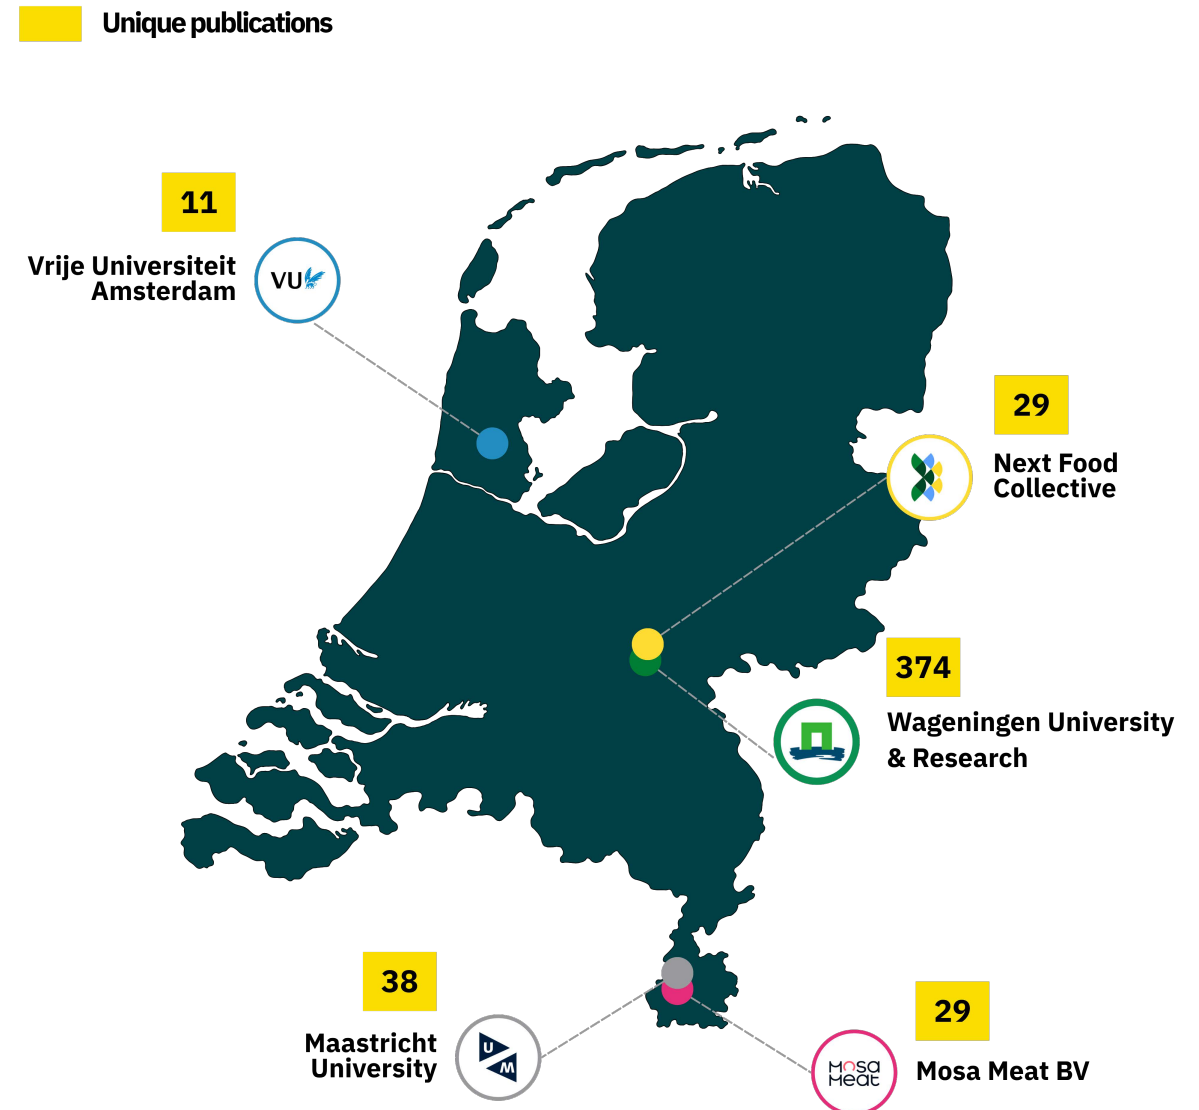 Unique publications
11
Vrije Universiteit
Amsterdam
VU
29
Next Food
Collective
374
Wageningen University
& Research
38
Maastricht
University
U
M
29
Mosa Meat BV
Mosa
Meat